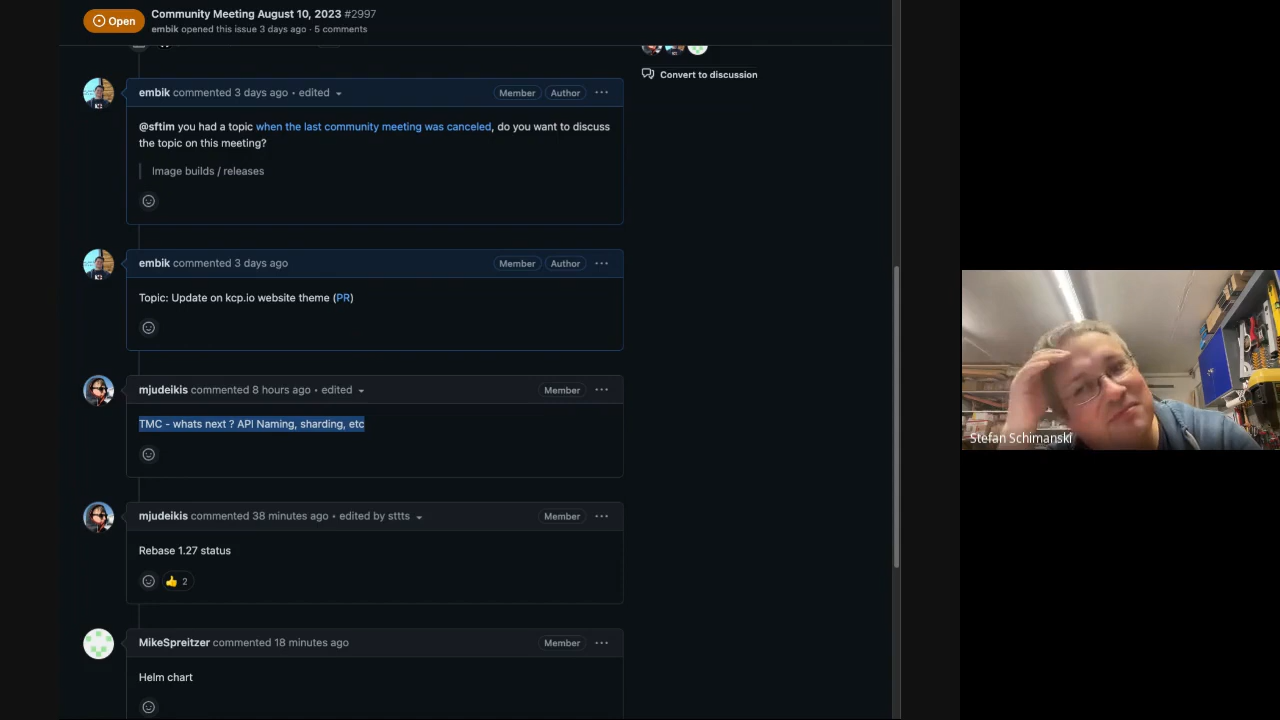 Open
Community Meeting August 10, 2023 #2997
embik opened this issue 3 days ago · 5 comments
Convert to discussion
embik commented 3 days ago • edited
Member
Author
@sftim you had a topic when the last community meeting was canceled, do you want to discuss
the topic on this meeting?
Image builds / releases
embik commented 3 days ago
Member
Author
Topic: Update on kcp.io website theme (PR)
mjudeikis commented 8 hours ago • edited
Member
TMC - whats next ? API Naming, sharding, etc
mjudeikis commented 38 minutes ago • edited by sttts
Member
Rebase 1.27 status
2
MikeSpreitzer commented 18 minutes ago
Member
Helm chart
Stefan Schimanski